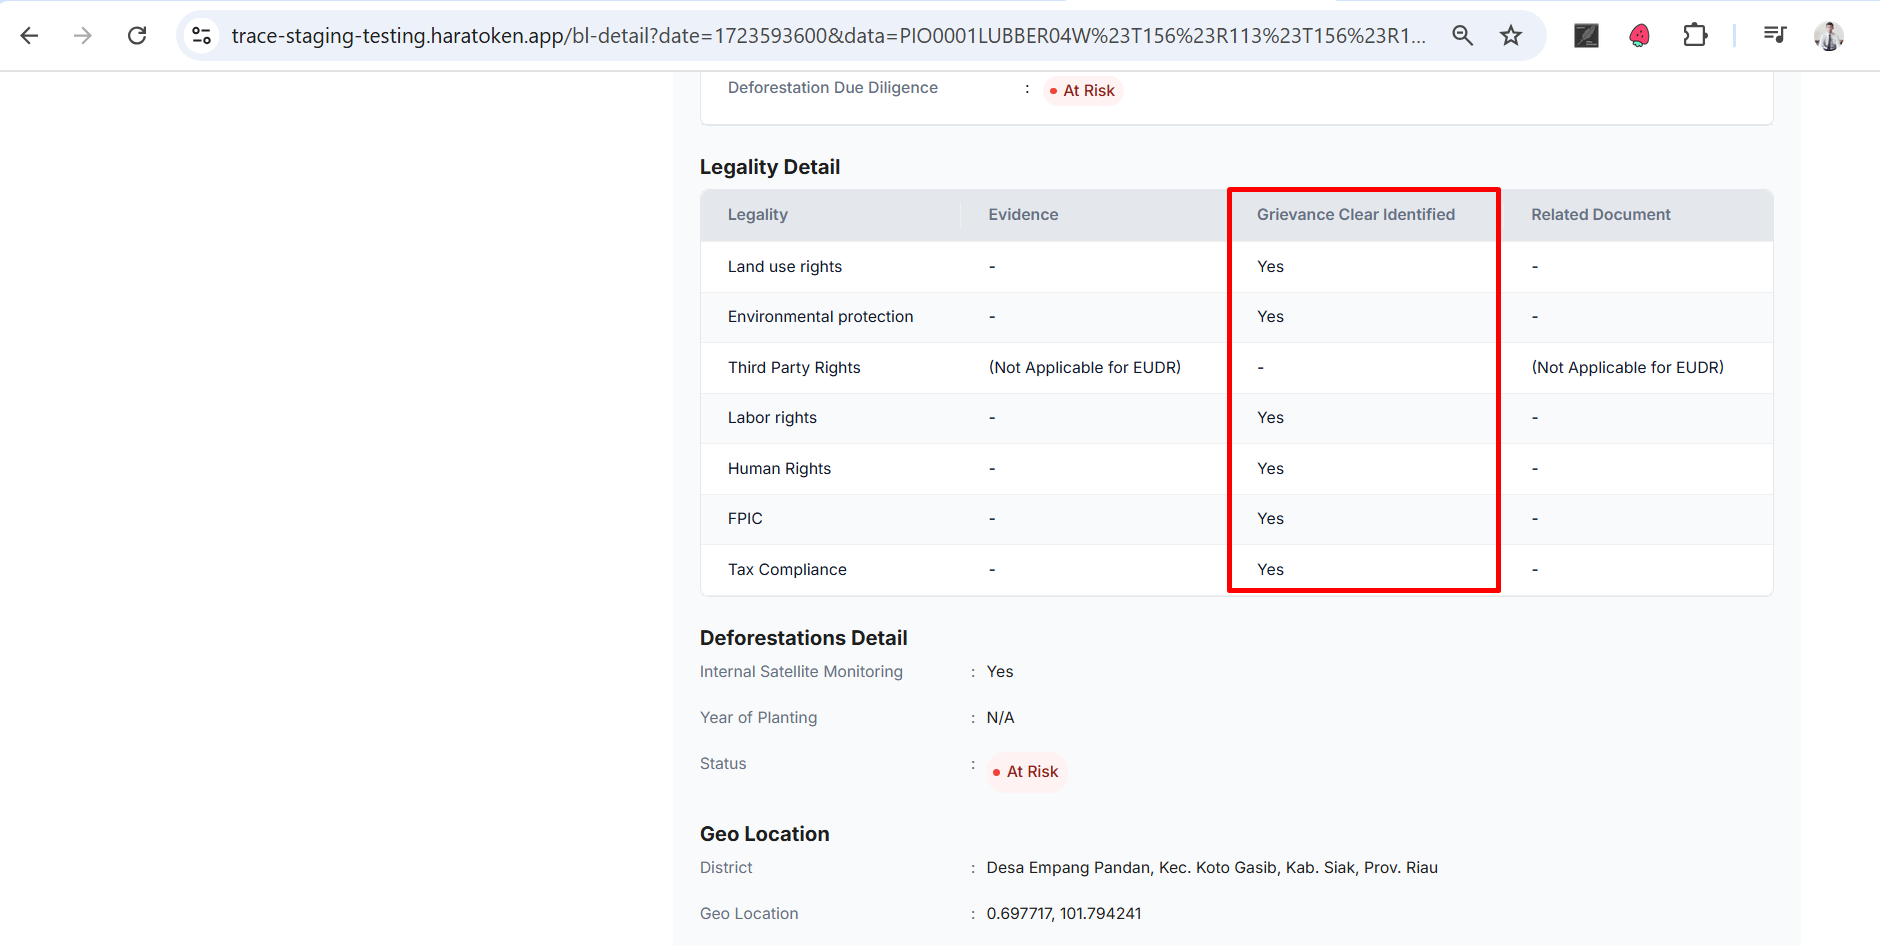 trace-staging-testing.haratoken.app/bl-detail?date=1723593600&data=PIO0001LUBBER04W%23T156%23R113%23T156%23R1...
Deforestation Due Diligence : At Risk
Legality Detail
Legality Evidence Grievance Clear Identified Related Document
Land use rights - Yes -
Environmental protection - Yes -
Third Party Rights (Not Applicable for EUDR) - (Not Applicable for EUDR)
Labor rights - Yes -
Human Rights - Yes -
FPIC - Yes -
Tax Compliance - Yes -
Deforestations Detail
Internal Satellite Monitoring : Yes
Year of Planting : N/A
Status : At Risk
Geo Location
District : Desa Empang Pandan, Kec. Koto Gasib, Kab. Siak, Prov. Riau
Geo Location : 0.697717, 101.794241